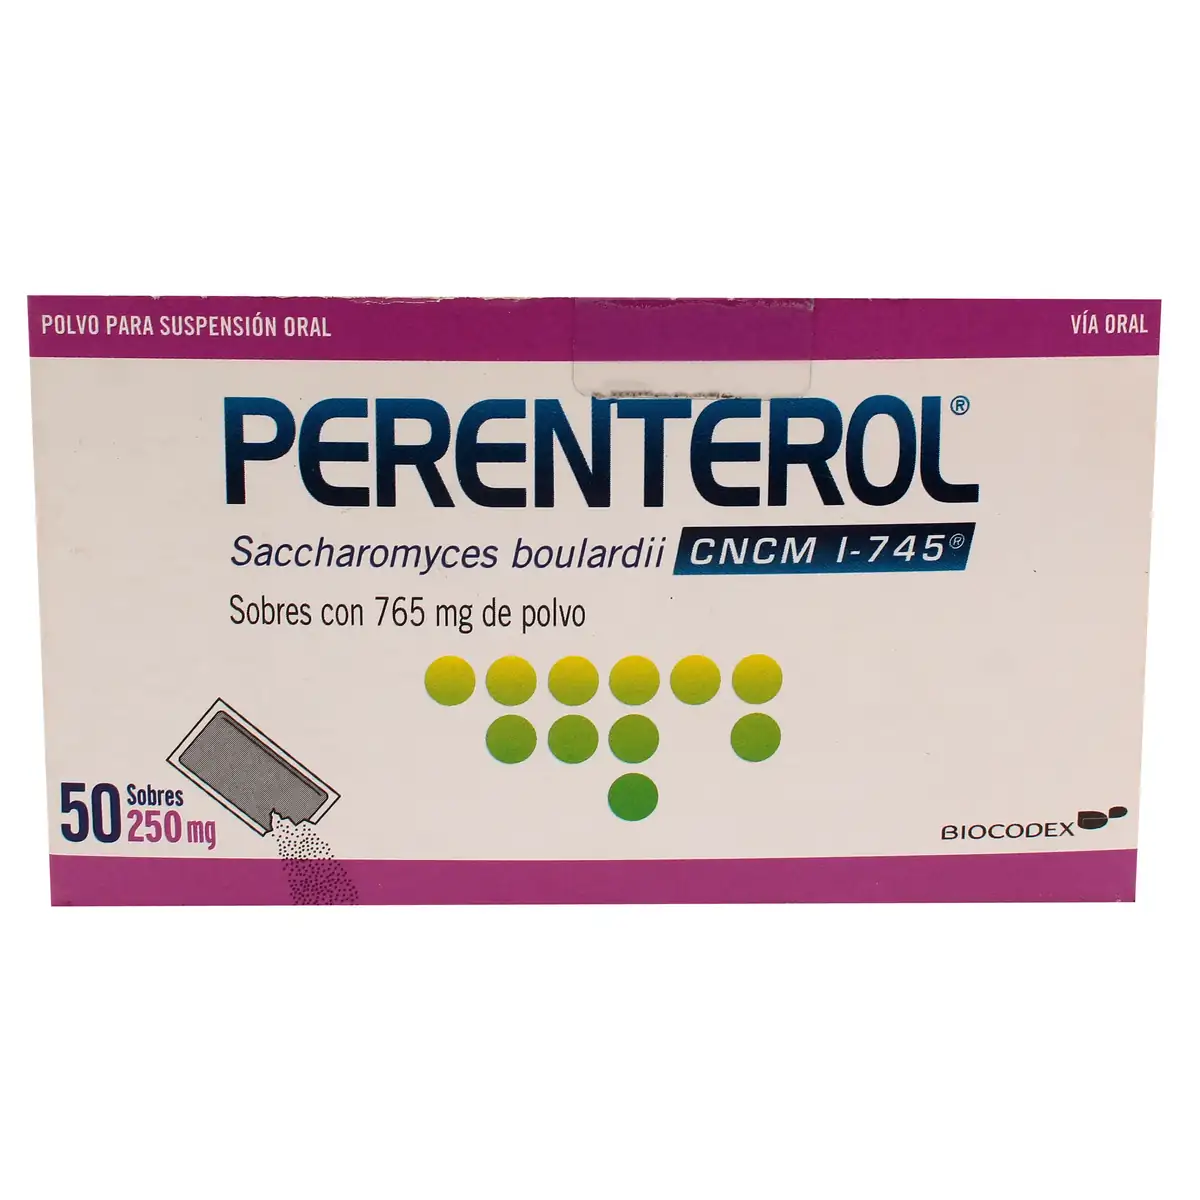 POLVO PARA SUSPENSIÓN ORAL
VÍA ORAL
PERENTEROL®
Saccharomyces boulardii CNCM I-745®
Sobres con 765 mg de polvo
50 Sobres
250 mg
BIOCODEX